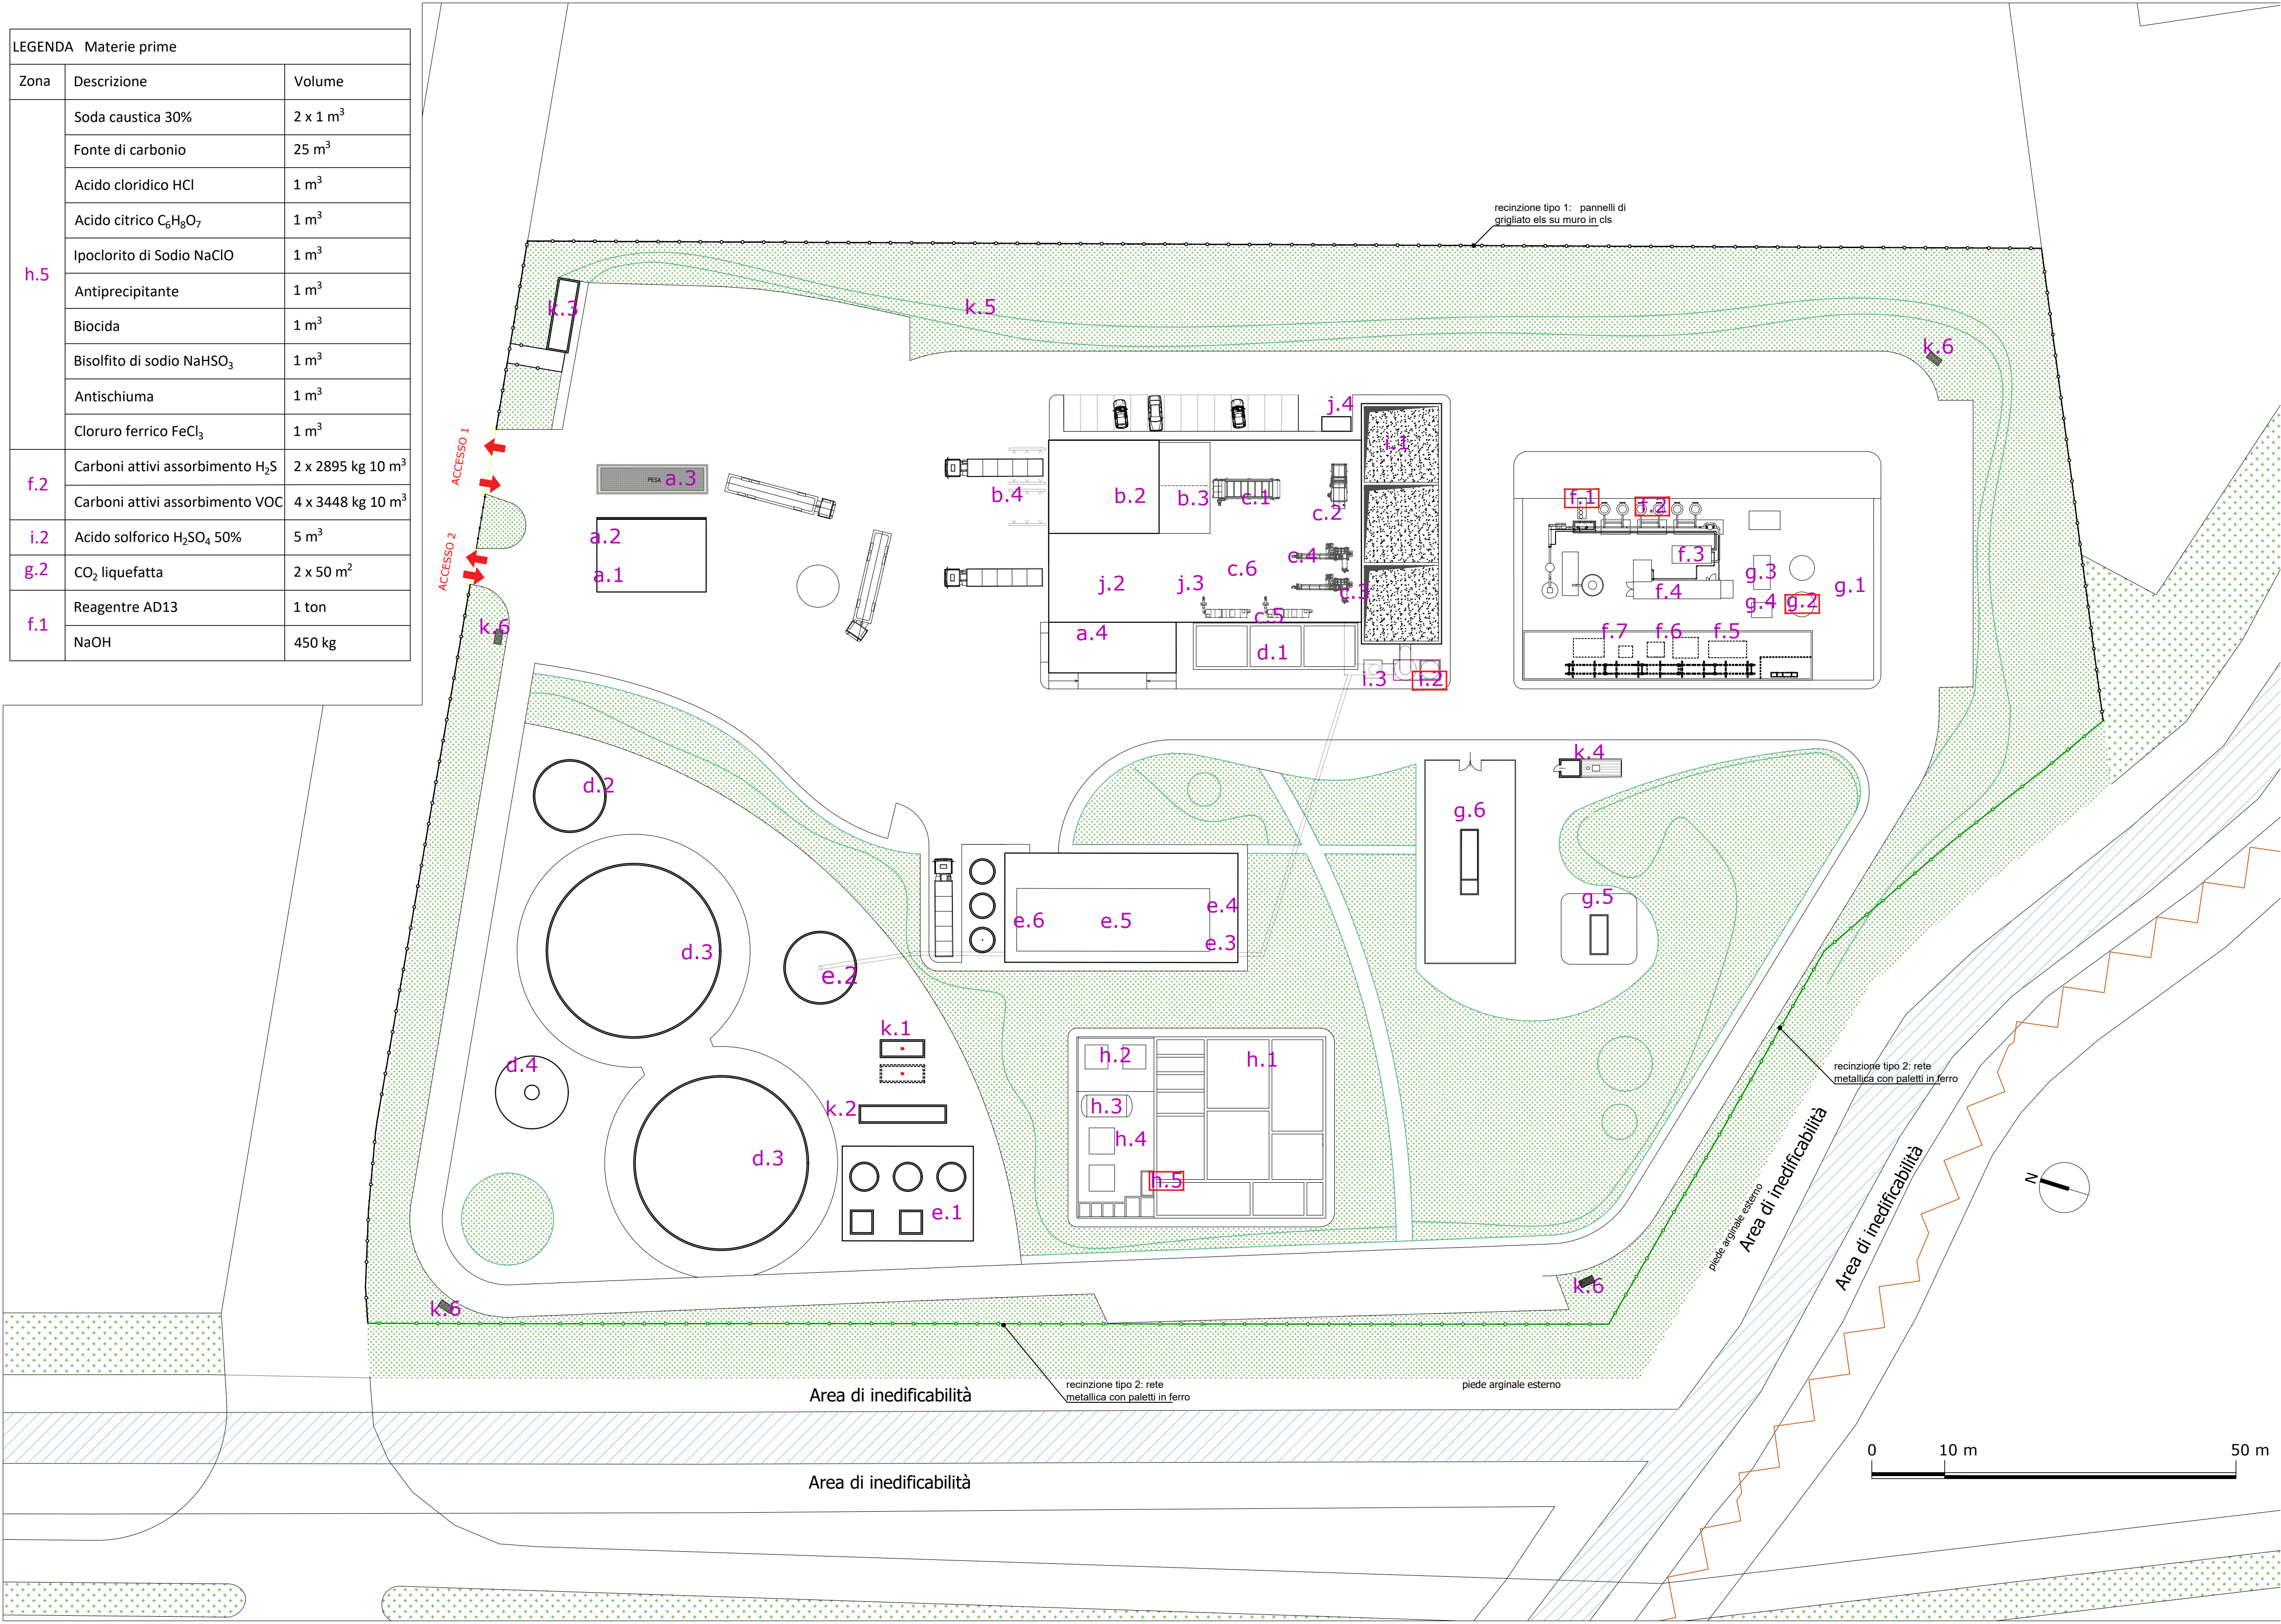 LEGENDA Materie prime
Zona Descrizione Volume
h.5
Soda caustica 30% 2 x 1 m³
Fonte di carbonio 25 m³
Acido cloridico HCl 1 m³
Acido citrico C₆H₈O₇ 1 m³
Ipoclorito di Sodio NaClO 1 m³
Antiprecipitante 1 m³
Biocida 1 m³
Bisolfito di sodio NaHSO₃ 1 m³
Antischiuma 1 m³
Cloruro ferrico FeCl₃ 1 m³
f.2
Carboni attivi assorbimento H₂S 2 x 2895 kg 10 m³
Carboni attivi assorbimento VOC 4 x 3448 kg 10 m³
i.2 Acido solforico H₂SO₄ 50% 5 m³
g.2 CO₂ liquefatta 2 x 50 m²
f.1
Reagentre AD13 1 ton
NaOH 450 kg
recinzione tipo 1: pannelli di
grigliato els su muro in cls
k.3
k.5
k.6
ACCESSO 1
ACCESSO 2
PESA
a.3
a.2
a.1
k.6
b.4
b.2
b.3
c.1
c.2
j.4
i.1
c.4
c.6
c.3
j.2
j.3
c.5
a.4
d.1
i.3
i.2
f.1
f.2
f.3
f.4
g.3
g.4
g.2
g.1
f.7
f.6
f.5
k.4
g.6
g.5
d.2
d.3
e.2
e.6
e.5
e.4
e.3
k.1
d.4
k.2
d.3
e.1
h.2
h.1
h.3
h.4
h.5
k.6
k.6
recinzione tipo 2: rete
metallica con paletti in ferro
piede arginale esterno
Area di inedificabilità
Area di inedificabilità
N
recinzione tipo 2: rete
metallica con paletti in ferro
piede arginale esterno
Area di inedificabilità
Area di inedificabilità
0 10 m 50 m